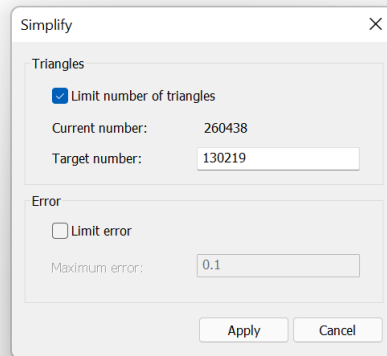 Simplify
Triangles
Limit number of triangles
Current number: 260438
Target number: 130219
Error
Limit error
Maximum error: 0.1
Apply Cancel